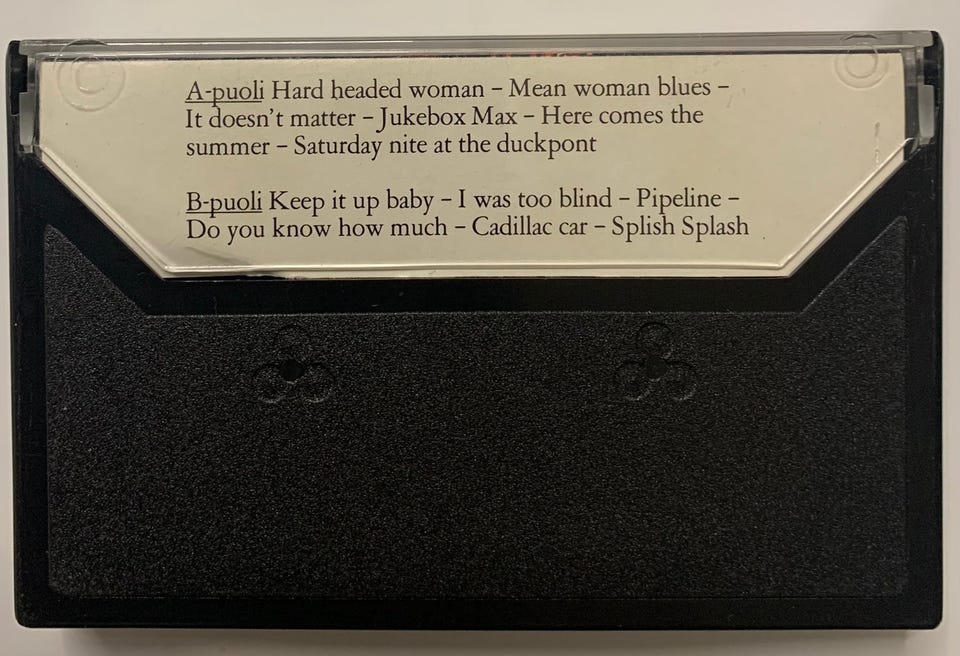 A-puoli Hard headed woman – Mean woman blues –
It doesn't matter – Jukebox Max – Here comes the
summer – Saturday nite at the duckpont
B-puoli Keep it up baby – I was too blind – Pipeline –
Do you know how much – Cadillac car – Splish Splash